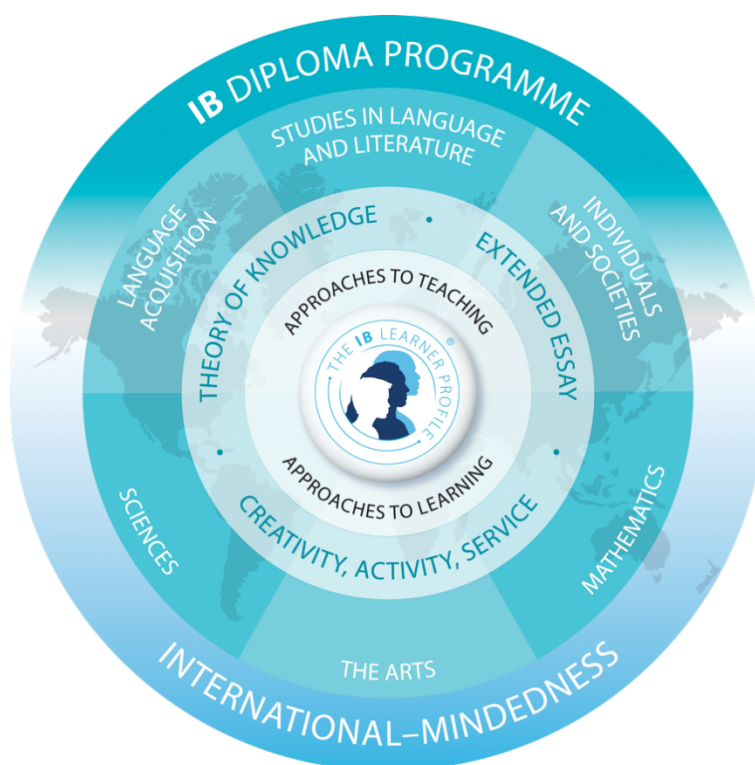 IB DIPLOMA PROGRAMME
STUDIES IN LANGUAGE
AND LITERATURE
LANGUAGE
ACQUISITION
INDIVIDUALS
AND SOCIETIES
THEORY OF KNOWLEDGE
•
EXTENDED ESSAY
•
APPROACHES TO TEACHING
THE IB LEARNER PROFILE
®
APPROACHES TO LEARNING
•
CREATIVITY, ACTIVITY, SERVICE
SCIENCES
MATHEMATICS
THE ARTS
INTERNATIONAL–MINDEDNESS